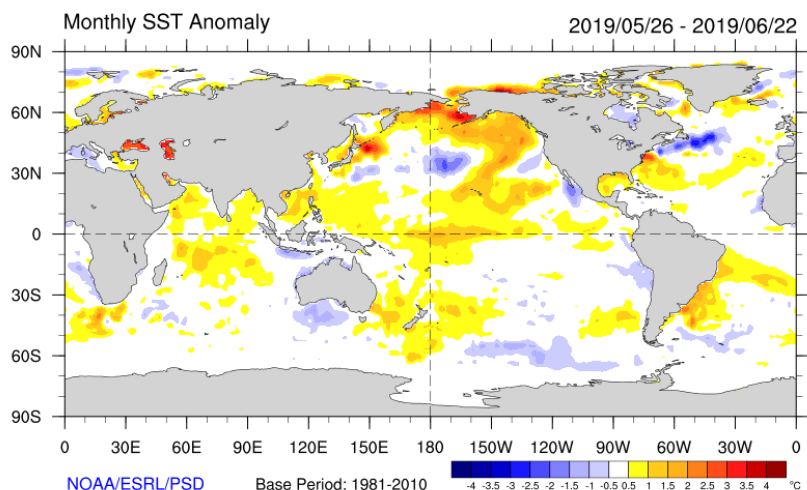 Monthly SST Anomaly 2019/05/26 - 2019/06/22
90N
60N
30N
0
30S
60S
90S
0 30E 60E 90E 120E 150E 180 150W 120W 90W 60W 30W 0
NOAA/ESRL/PSD Base Period: 1981-2010
-4 -3.5 -3 -2.5 -2 -1.5 -1 -0.5 0.5 1 1.5 2 2.5 3 3.5 4 °C